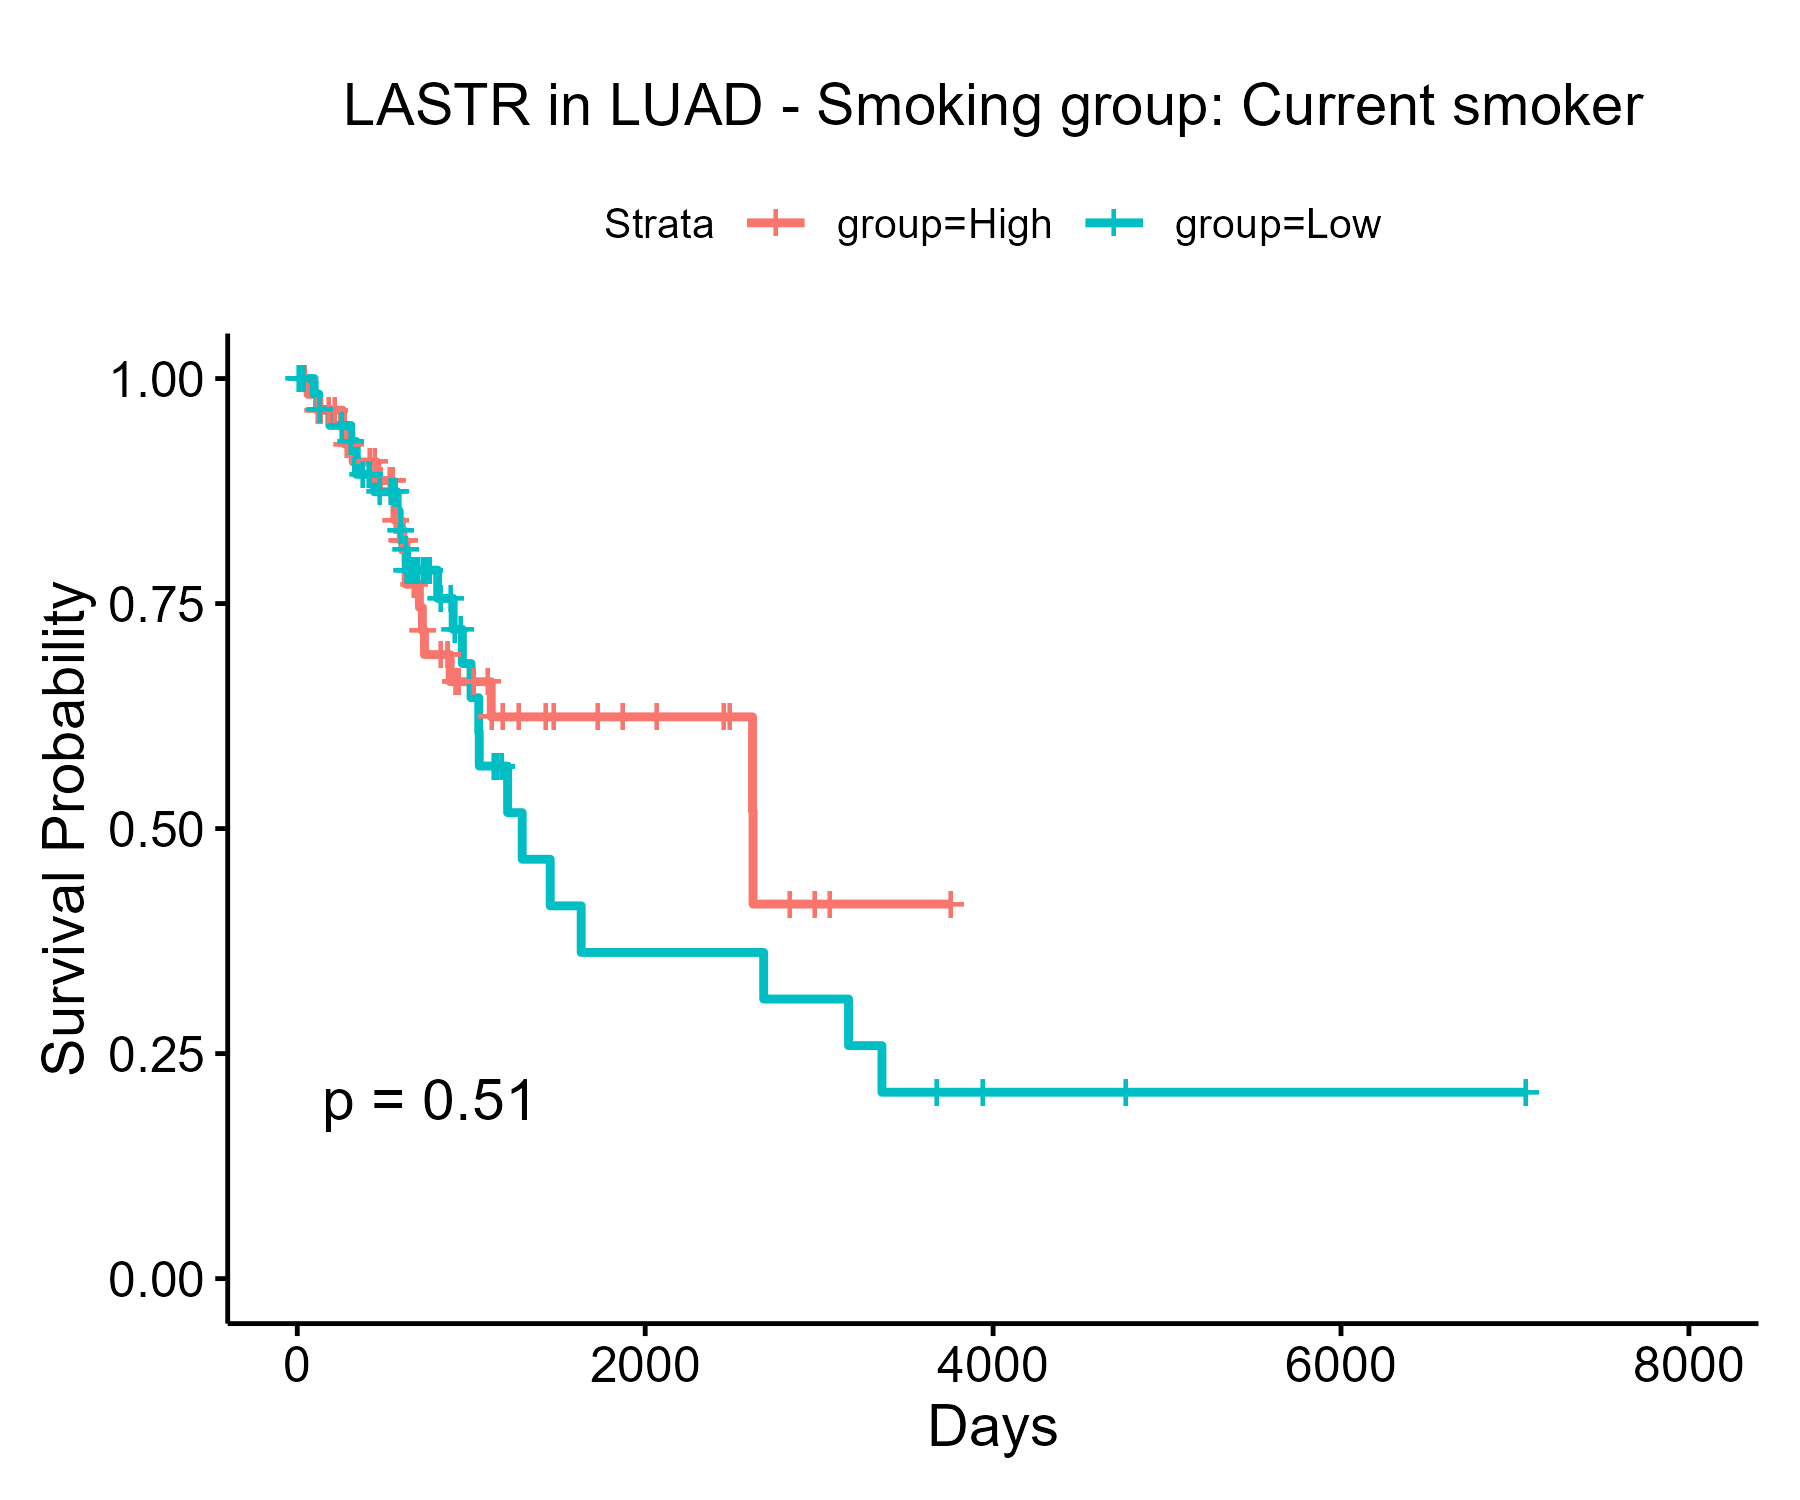 LASTR in LUAD - Smoking group: Current smoker
Strata group=High group=Low
Survival Probability
1.00
0.75
0.50
0.25
0.00
p = 0.51
0 2000 4000 6000 8000
Days